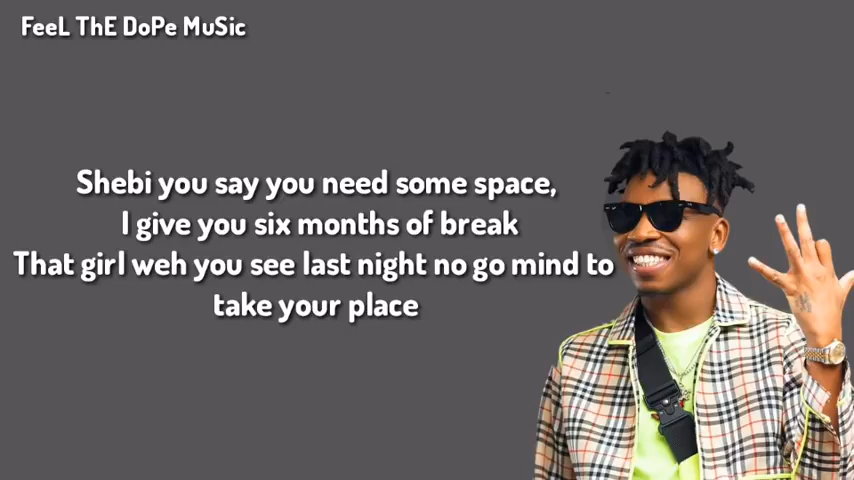 FeeL ThE DoPe MuSic
Shebi you say you need some space,
I give you six months of break
That girl weh you see last night no go mind to
take your place